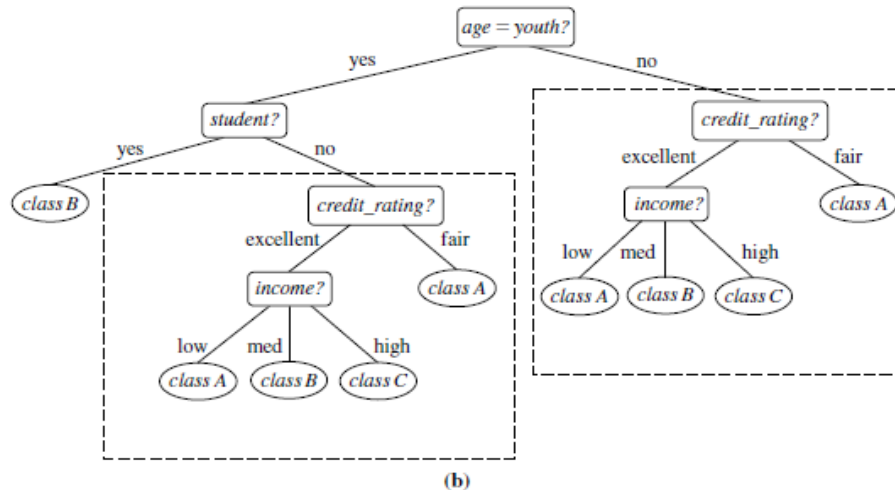 age = youth?
yes
no
student?
credit_rating?
yes
no
excellent
fair
class B
credit_rating?
income?
class A
excellent
fair
low
med
high
income?
class A
class A
class B
class C
low
med
high
class A
class B
class C
(b)